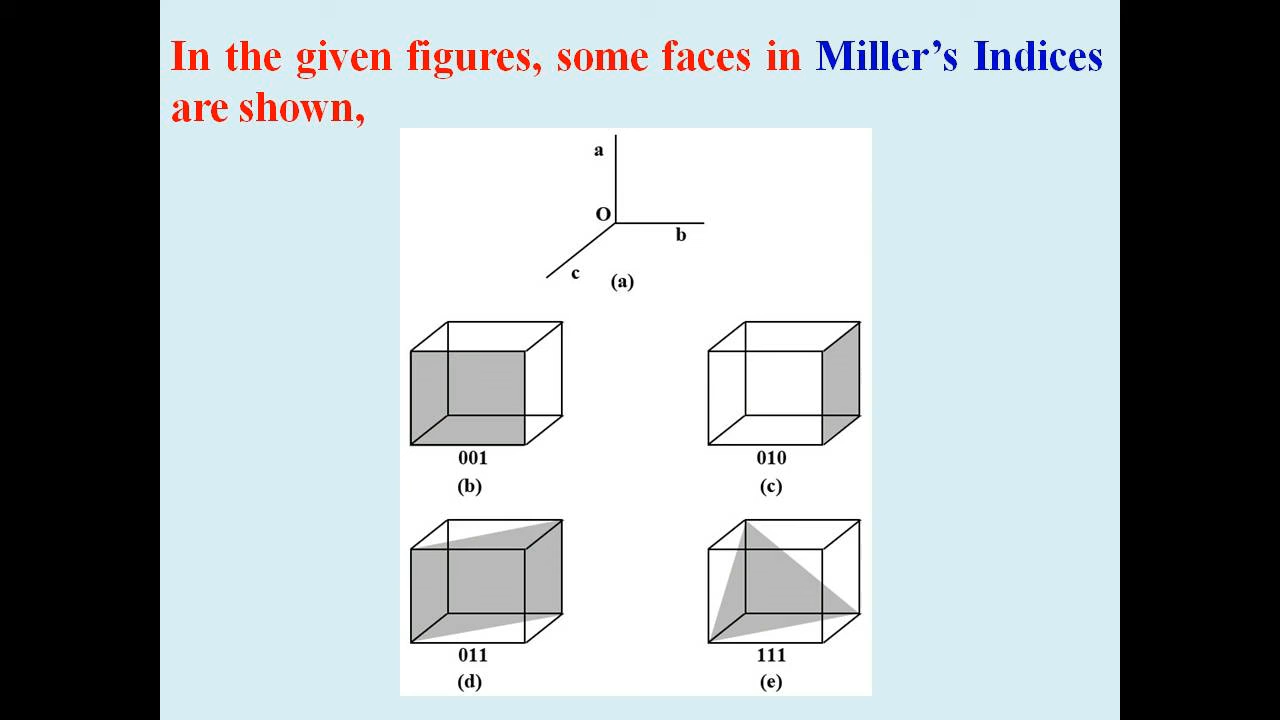 In the given figures, some faces in Miller’s Indices
are shown,
a
O
b
c
(a)
001
(b)
010
(c)
011
(d)
111
(e)